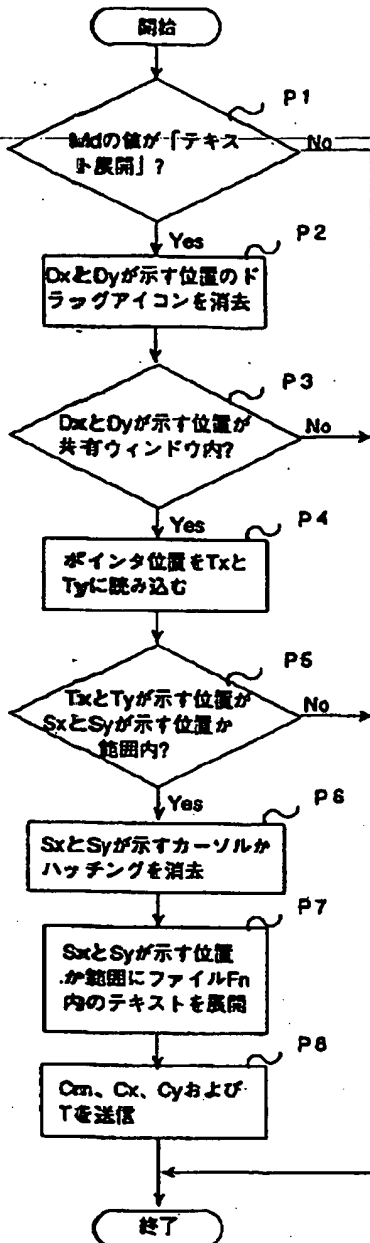 開始
P1
Mdの値が「テキス
ト展開」?
No
Yes
P2
DxとDyが示す位置のド
ラッグアイコンを消去
P3
DxとDyが示す位置が
共有ウィンドウ内?
No
Yes
P4
ポインタ位置をTxと
Tyに読み込む
P5
TxとTyが示す位置が
SxとSyが示す位置か
範囲内?
No
Yes
P6
SxとSyが示すカーソルか
ハッチングを消去
P7
SxとSyが示す位置
か範囲にファイルFn
内のテキストを展開
P8
Cm、Cx、Cyおよび
Tを送信
終了